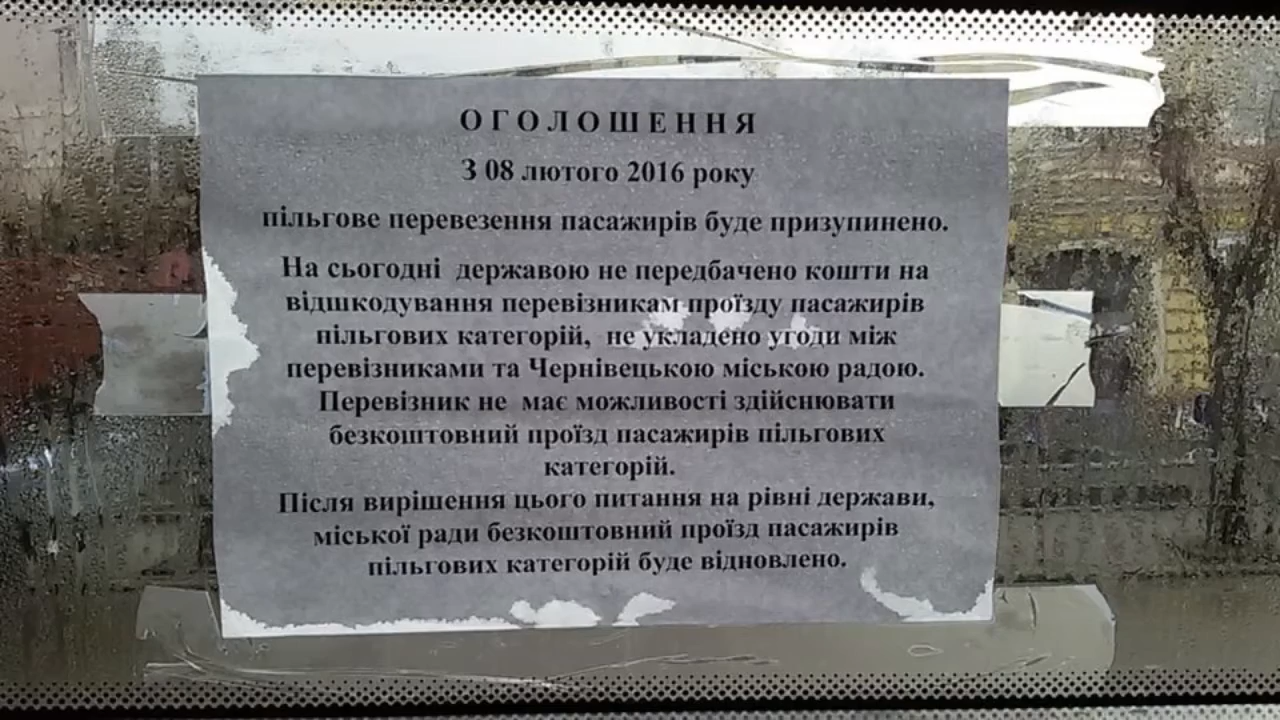 О Г О Л О Ш Е Н Н Я
З 08 лютого 2016 року
пільгове перевезення пасажирів буде призупинено.
На сьогодні державою не передбачено кошти на
відшкодування перевізникам проїзду пасажирів
пільгових категорій, не укладено угоди між
перевізниками та Чернівецькою міською радою.
Перевізник не має можливості здійснювати
безкоштовний проїзд пасажирів пільгових
категорій.
Після вирішення цього питання на рівні держави,
міської ради безкоштовний проїзд пасажирів
пільгових категорій буде відновлено.